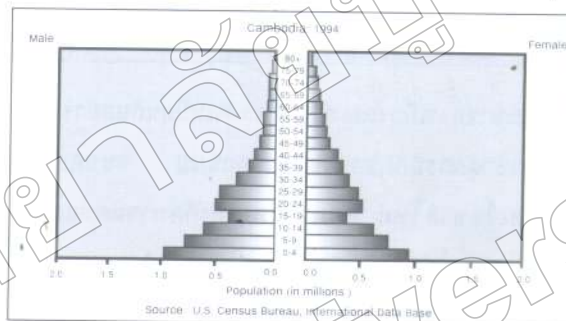 Cambodia: 1994
Male
Female
80+
75-79
70-74
65-69
60-64
55-59
50-54
45-49
40-44
35-39
30-34
25-29
20-24
15-19
10-14
5-9
0-4
2.0 1.5 1.0 0.5 0.0 0.0 0.5 1.0 1.5 2.0
Population (in millions)
Source: U.S. Census Bureau, International Data Base